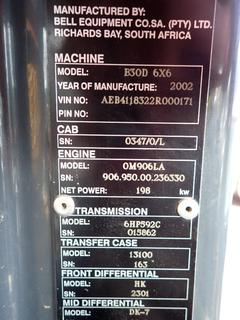 MANUFACTURED BY:
BELL EQUIPMENT CO.SA. (PTY) LTD.
RICHARDS BAY, SOUTH AFRICA
MACHINE
MODEL: B30D 6X6
YEAR OF MANUFACTURE: 2002
VIN NO: AEB4118322R000171
PIN NO:
CAB
SN: 0347/0/L
ENGINE
MODEL: OM906LA
SN: 906.950.00.236330
NET POWER: 198 kw
TRANSMISSION
MODEL: 6HP592C
SN: 015862
TRANSFER CASE
MODEL: 13100
SN: 163
FRONT DIFFERENTIAL
MODEL: HK
SN: 2301
MID DIFFERENTIAL
MODEL: DK-7